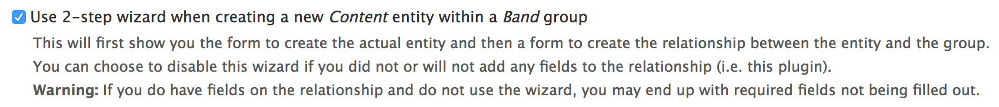 Use 2-step wizard when creating a new Content entity within a Band group
This will first show you the form to create the actual entity and then a form to create the relationship between the entity and the group.
You can choose to disable this wizard if you did not or will not add any fields to the relationship (i.e. this plugin).
Warning: If you do have fields on the relationship and do not use the wizard, you may end up with required fields not being filled out.